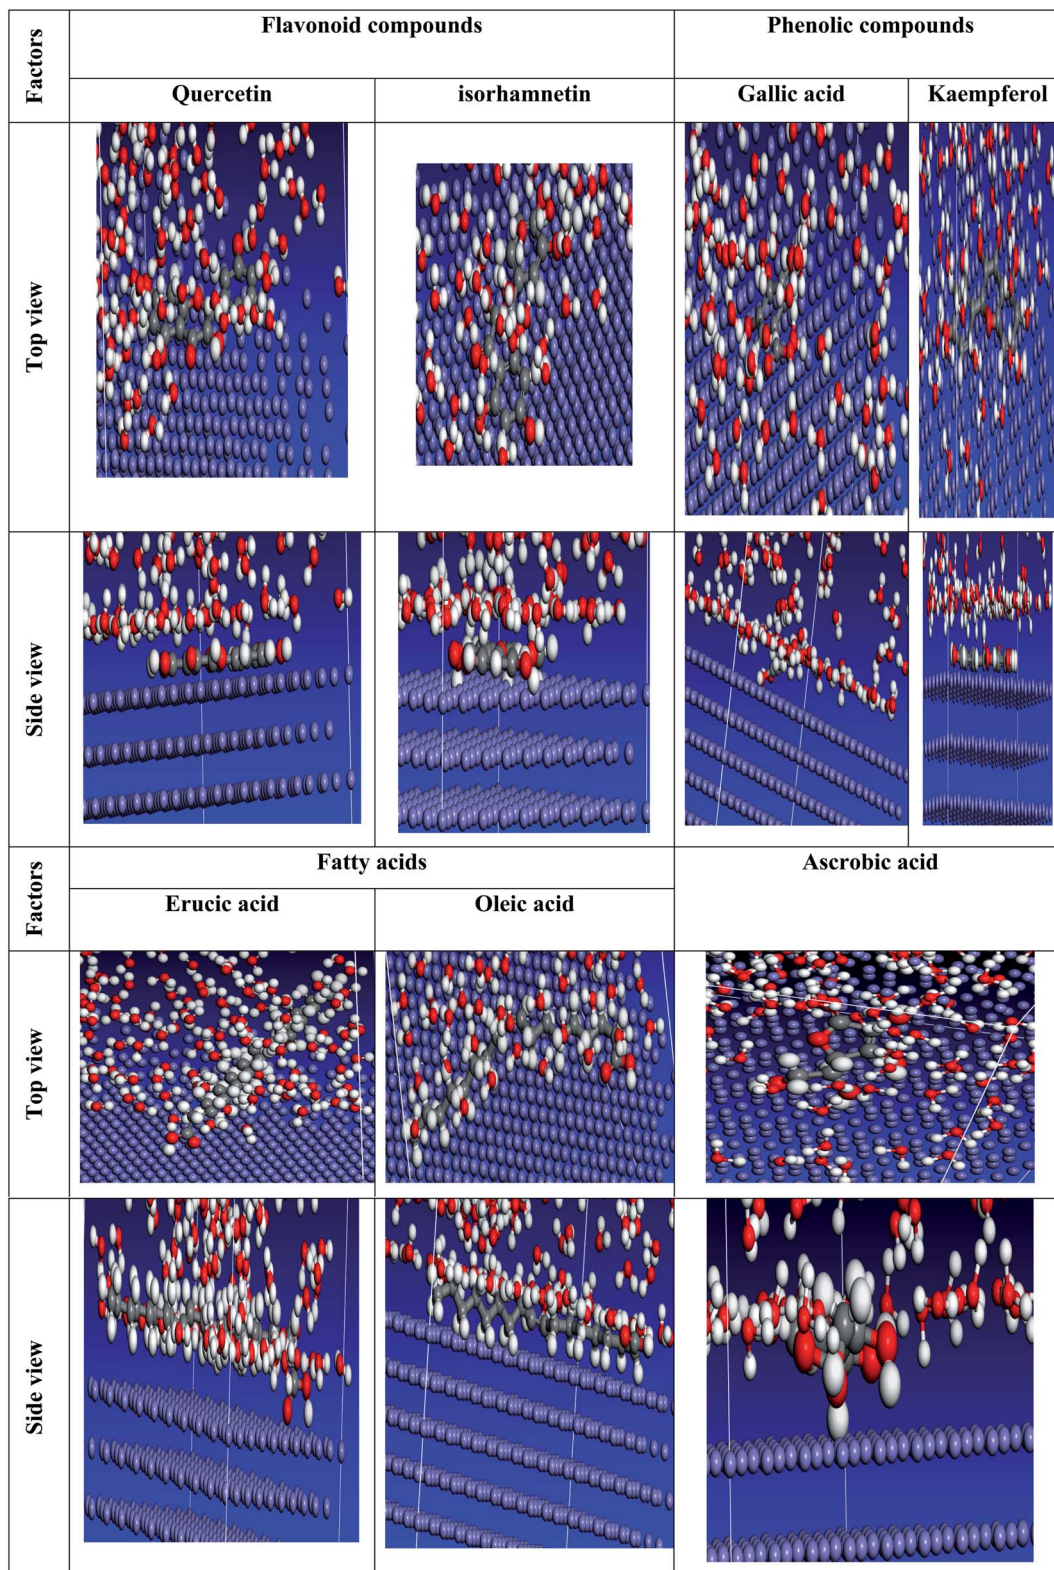 Factors
Flavonoid compounds
Phenolic compounds
Quercetin
isorhamnetin
Gallic acid
Kaempferol
Top view
Side view
Factors
Fatty acids
Ascrobic acid
Erucic acid
Oleic acid
Top view
Side view